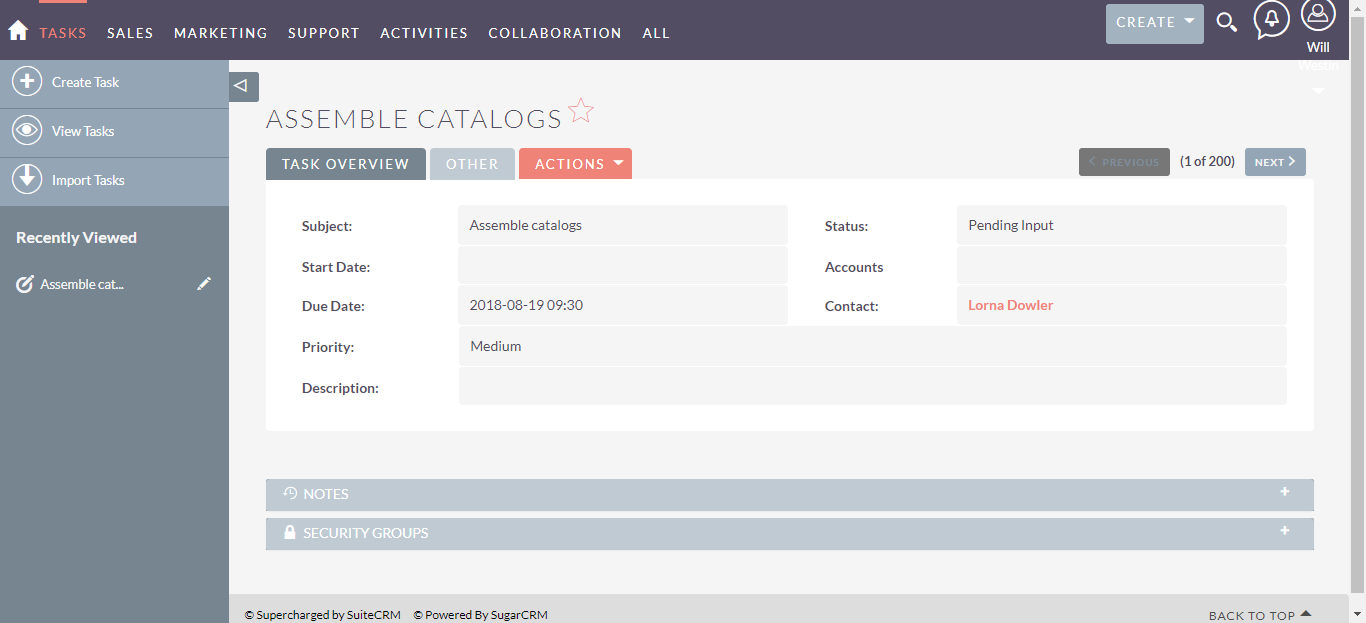 TASKS SALES MARKETING SUPPORT ACTIVITIES COLLABORATION ALL
CREATE
Will
Create Task
View Tasks
Import Tasks
Recently Viewed
Assemble cat...
ASSEMBLE CATALOGS
TASK OVERVIEW OTHER ACTIONS
PREVIOUS (1 of 200) NEXT
Subject: Assemble catalogs Status: Pending Input
Start Date: Accounts
Due Date: 2018-08-19 09:30 Contact: Lorna Dowler
Priority: Medium
Description:
NOTES +
SECURITY GROUPS +
© Supercharged by SuiteCRM © Powered By SugarCRM
BACK TO TOP